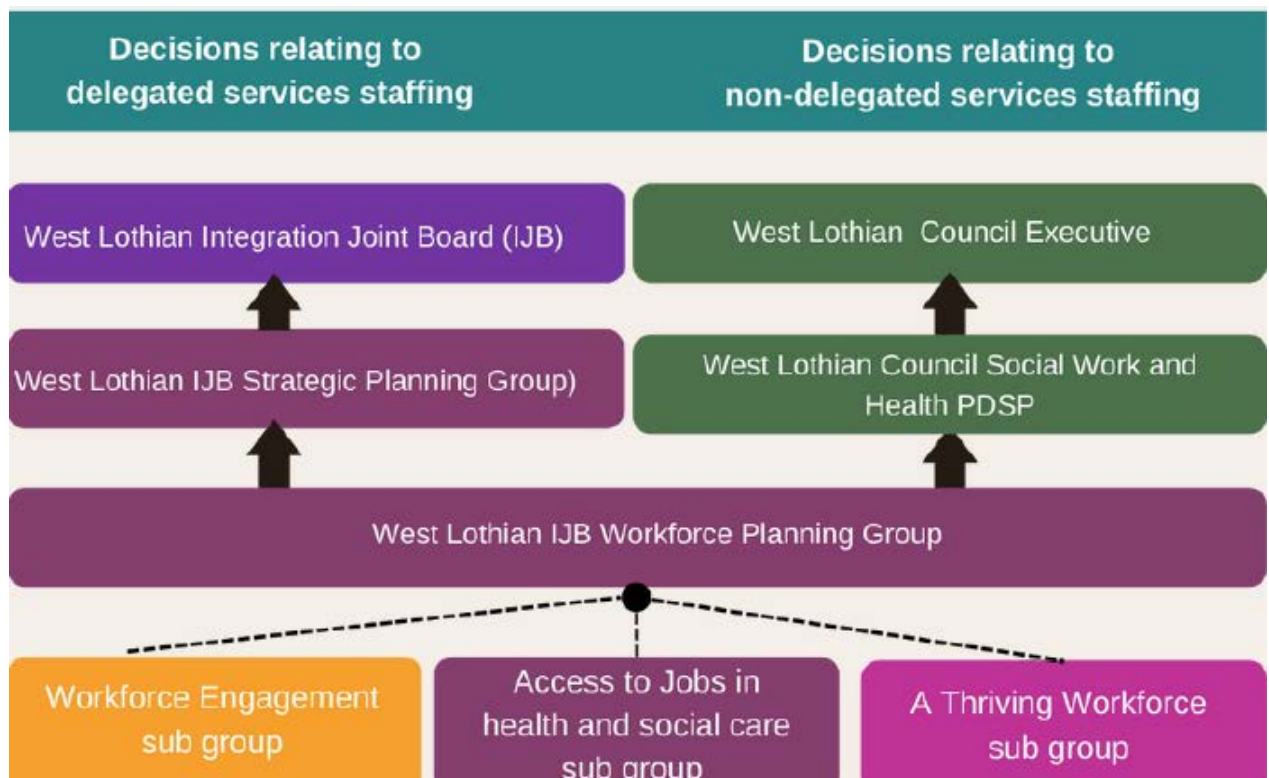 Decisions relating to
delegated services staffing
Decisions relating to
non-delegated services staffing
West Lothian Integration Joint Board (IJB)
West Lothian Council Executive
West Lothian IJB Strategic Planning Group)
West Lothian Council Social Work and
Health PDSP
West Lothian IJB Workforce Planning Group
Workforce Engagement
sub group
Access to Jobs in
health and social care
sub group
A Thriving Workforce
sub group